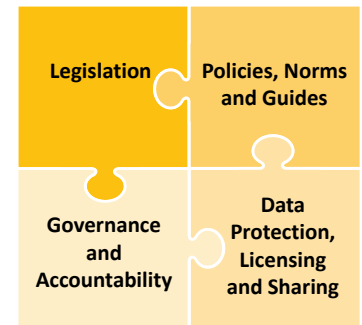 Legislation
Policies, Norms
and Guides
Governance
and
Accountability
Data
Protection,
Licensing
and Sharing